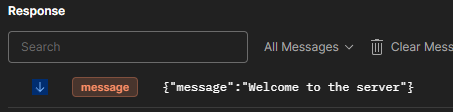 Response
Search All Messages Clear Mess
message {"message":"Welcome to the server"}